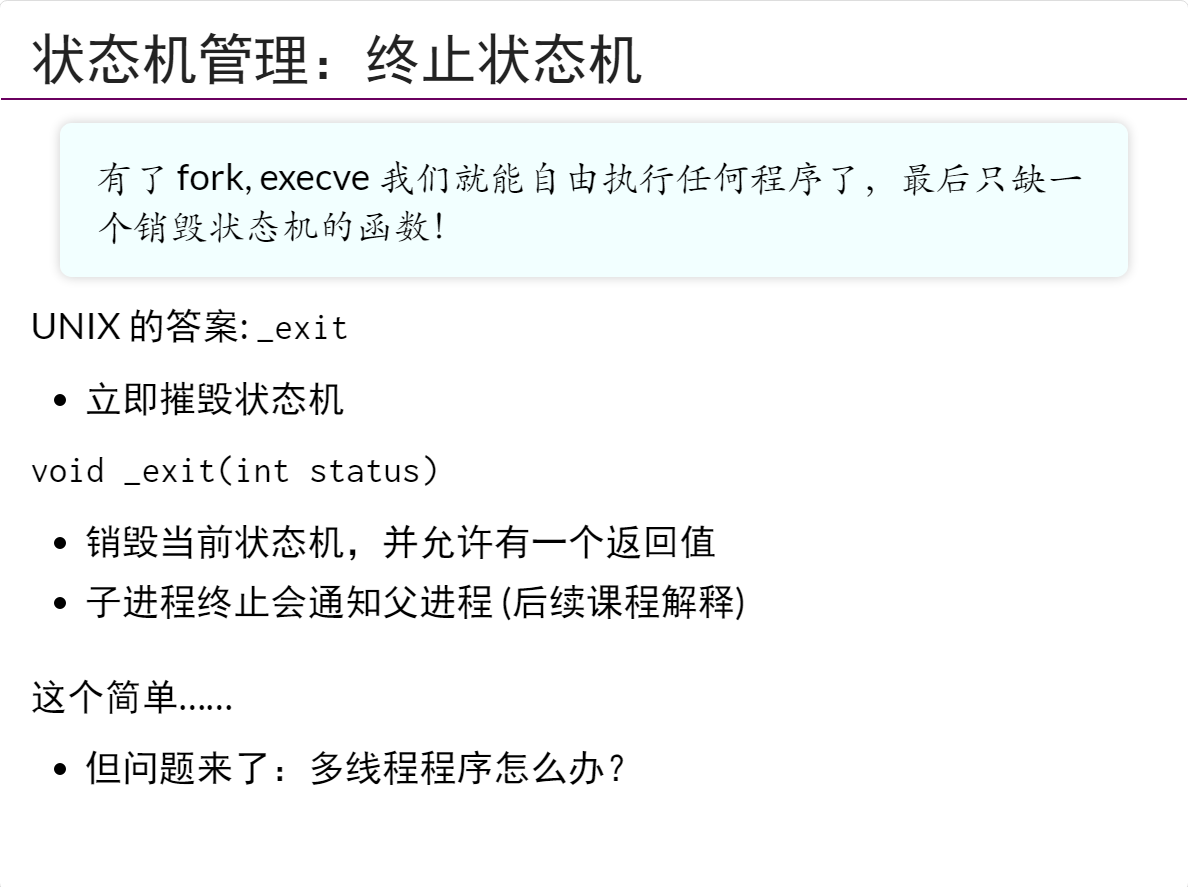 状态机管理：终止状态机
有了 fork, execve 我们就能自由执行任何程序了，最后只缺一
个销毁状态机的函数！
UNIX 的答案: _exit
• 立即摧毁状态机
void _exit(int status)
• 销毁当前状态机，并允许有一个返回值
• 子进程终止会通知父进程 (后续课程解释)
这个简单……
• 但问题来了：多线程程序怎么办？